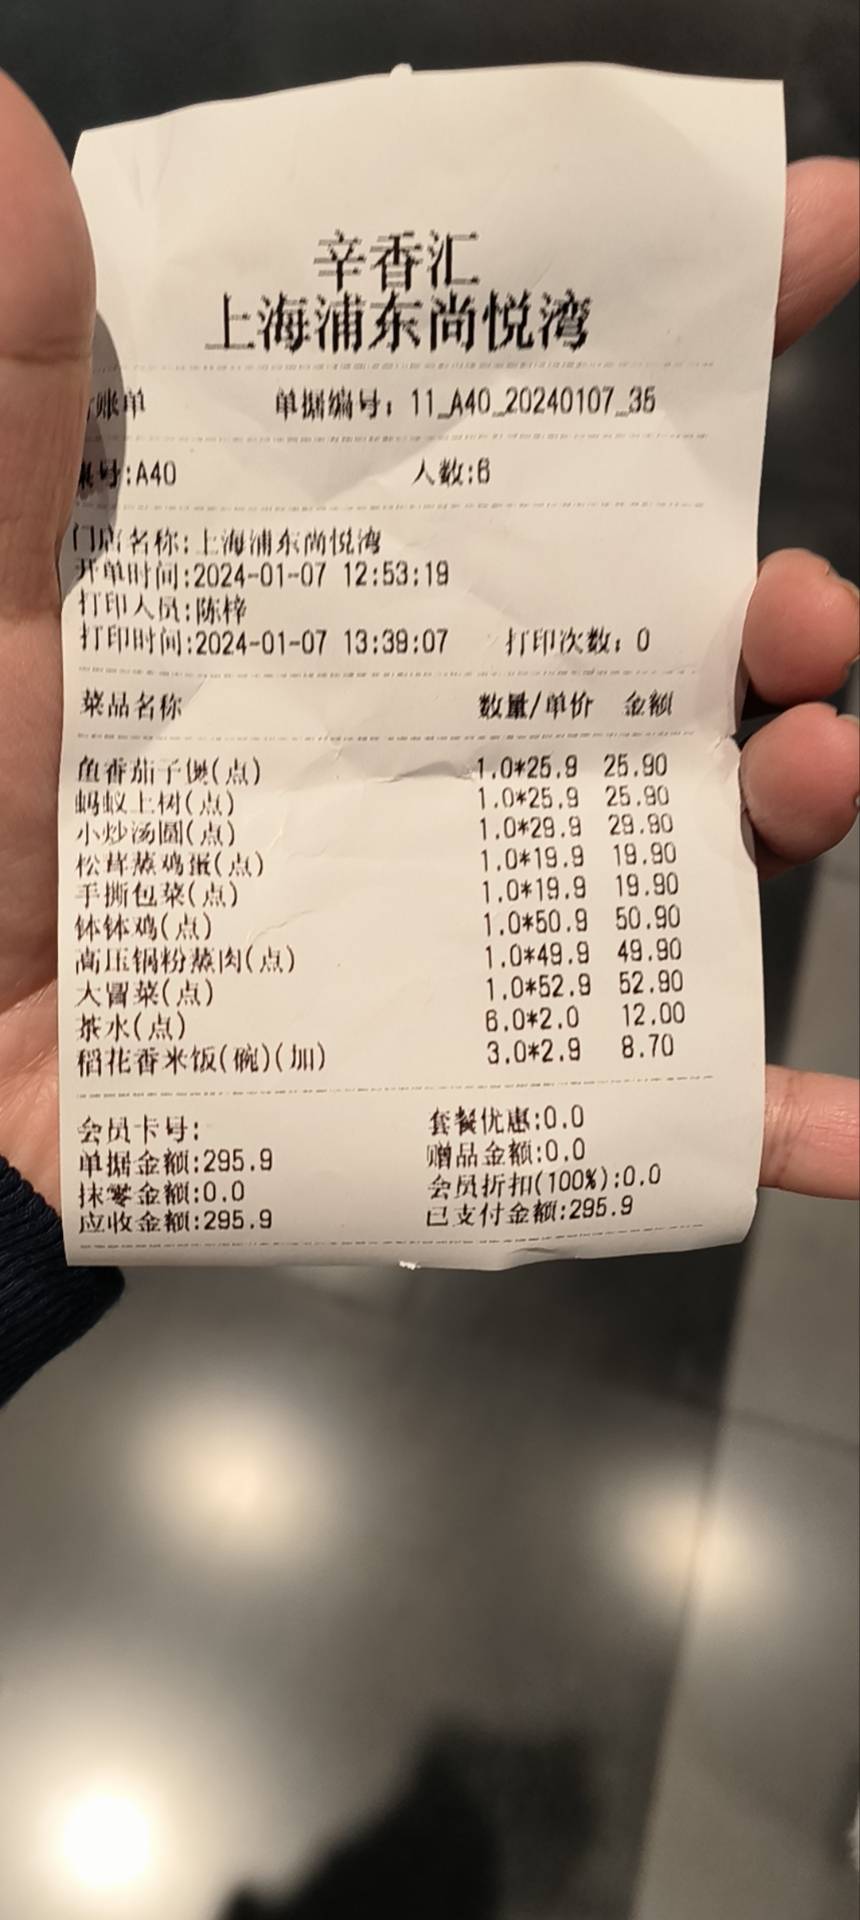 辛香汇
上海浦东尚悦湾
账单 单据编号：11_A40_20240107_35
桌号:A40 人数:6
门店名称:上海浦东尚悦湾
开单时间:2024-01-07 12:53:19
打印人员:陈梓
打印时间:2024-01-07 13:39:07 打印次数：0
菜品名称 数量/单价 金额
鱼香茄子煲(点) 1.0*25.9 25.90
蚂蚁上树(点) 1.0*25.9 25.90
小炒汤圆(点) 1.0*29.9 29.90
松茸蒸鸡蛋(点) 1.0*19.9 19.90
手撕包菜(点) 1.0*19.9 19.90
钵钵鸡(点) 1.0*50.9 50.90
高压锅粉蒸肉(点) 1.0*49.9 49.90
大冒菜(点) 1.0*52.9 52.90
茶水(点) 6.0*2.0 12.00
稻花香米饭(碗)(加) 3.0*2.9 8.70
会员卡号: 套餐优惠:0.0
单据金额:295.9 赠品金额:0.0
抹零金额:0.0 会员折扣(100%):0.0
应收金额:295.9 已支付金额:295.9